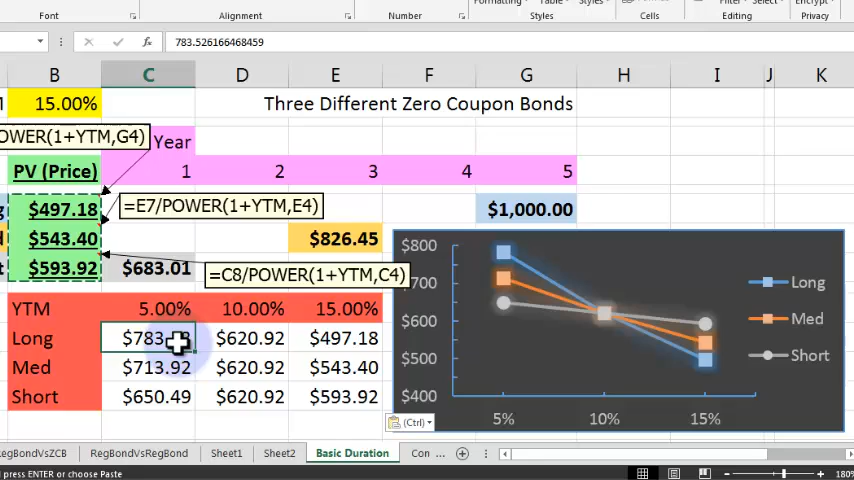 Font Alignment Number Styles Cells Editing Privacy
783.526166468459
B C D E F G H I J K
15.00% Three Different Zero Coupon Bonds
POWER(1+YTM,G4) Year
PV (Price) 1 2 3 4 5
$497.18 =E7/POWER(1+YTM,E4) $1,000.00
$543.40 $826.45
$593.92 $683.01 =C8/POWER(1+YTM,C4)
YTM 5.00% 10.00% 15.00%
Long $783. $620.92 $497.18
Med $713.92 $620.92 $543.40
Short $650.49 $620.92 $593.92
$800
$700
$600
$500
$400
5% 10% 15%
Long
Med
Short
(Ctrl)
RegBondVsZCB RegBondVsRegBond Sheet1 Sheet2 Basic Duration Con ...
press ENTER or choose Paste
100%